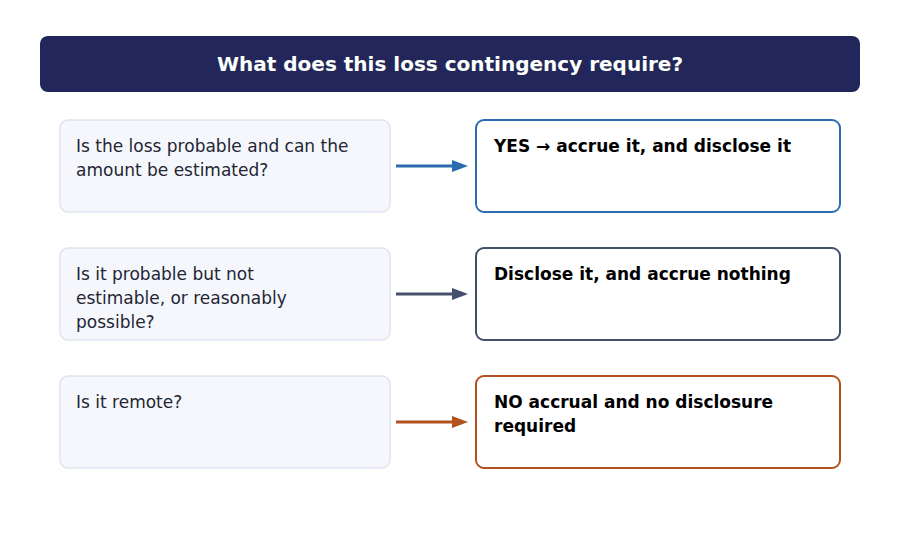 What does this loss contingency require?
Is the loss probable and can the
amount be estimated?
YES → accrue it, and disclose it
Is it probable but not
estimable, or reasonably
possible?
Disclose it, and accrue nothing
Is it remote?
NO accrual and no disclosure
required